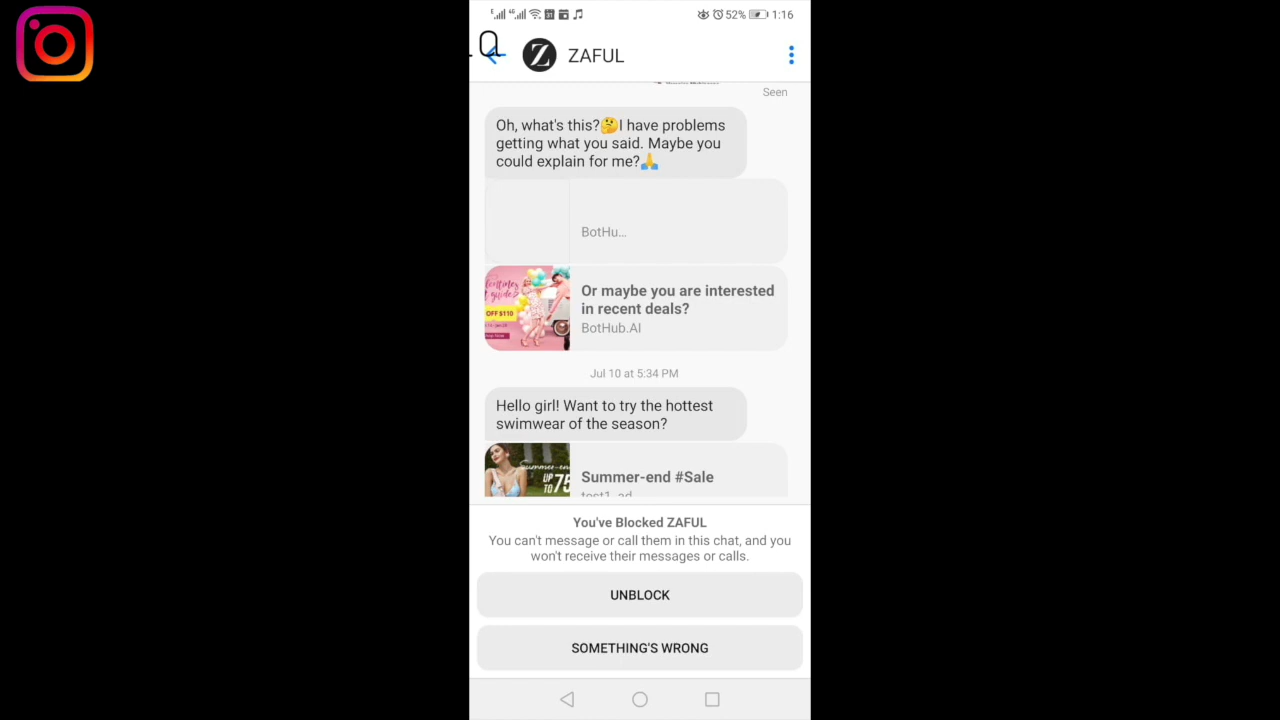 52% 1:16
ZAFUL
Seen
Oh, what's this?🤔I have problems
getting what you said. Maybe you
could explain for me?🙏
BotHu...
OFF $110
Or maybe you are interested
in recent deals?
BotHub.AI
Jul 10 at 5:34 PM
Hello girl! Want to try the hottest
swimwear of the season?
Summer-en
UP
TO 75
Summer-end #Sale
test1_ad
You've Blocked ZAFUL
You can't message or call them in this chat, and you
won't receive their messages or calls.
UNBLOCK
SOMETHING'S WRONG